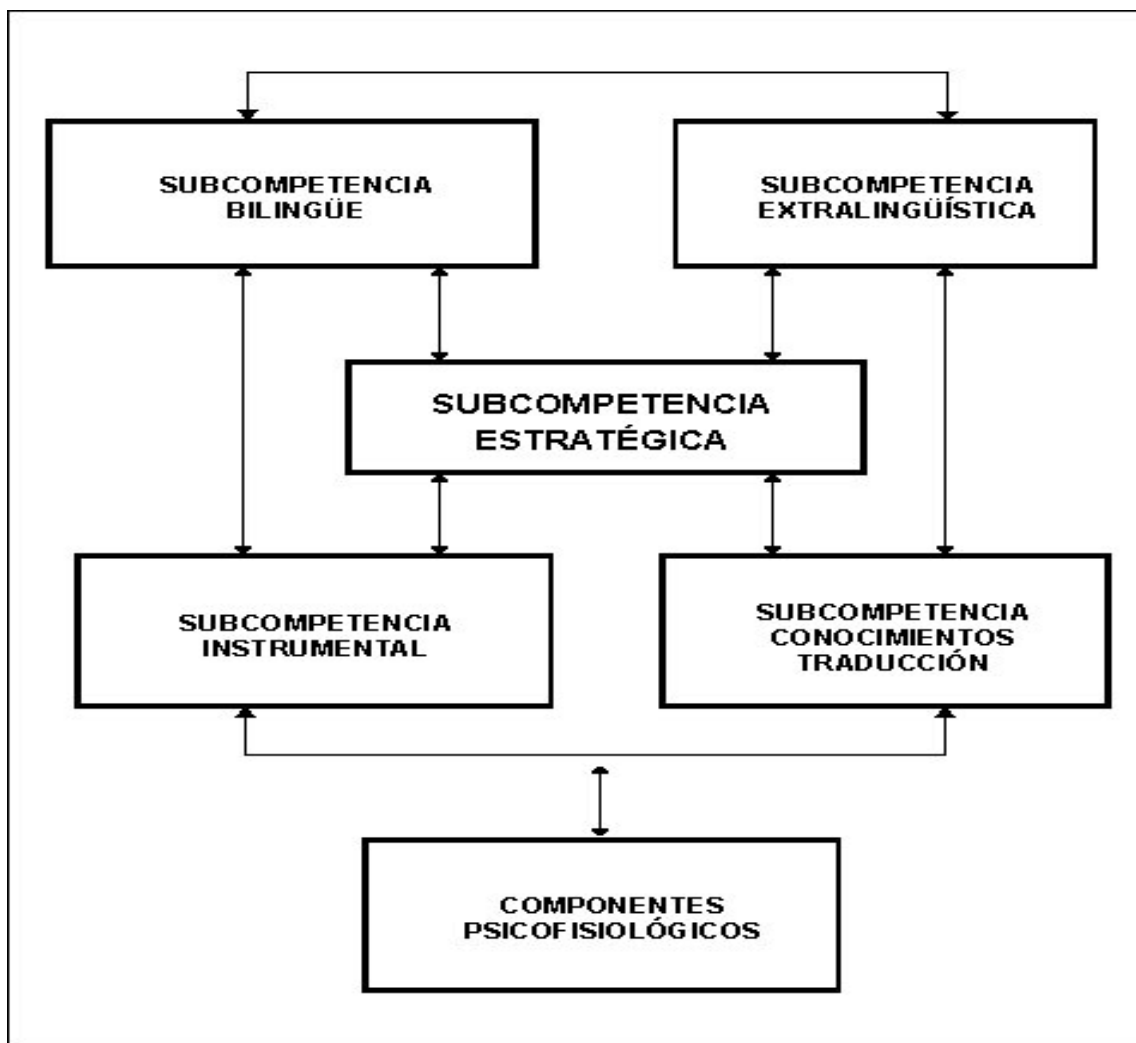 SUBCOMPETENCIA
BILINGÜE
SUBCOMPETENCIA
EXTRALINGÜÍSTICA
SUBCOMPETENCIA
ESTRATÉGICA
SUBCOMPETENCIA
INSTRUMENTAL
SUBCOMPETENCIA
CONOCIMIENTOS
TRADUCCIÓN
COMPONENTES
PSICOFISIOLÓGICOS